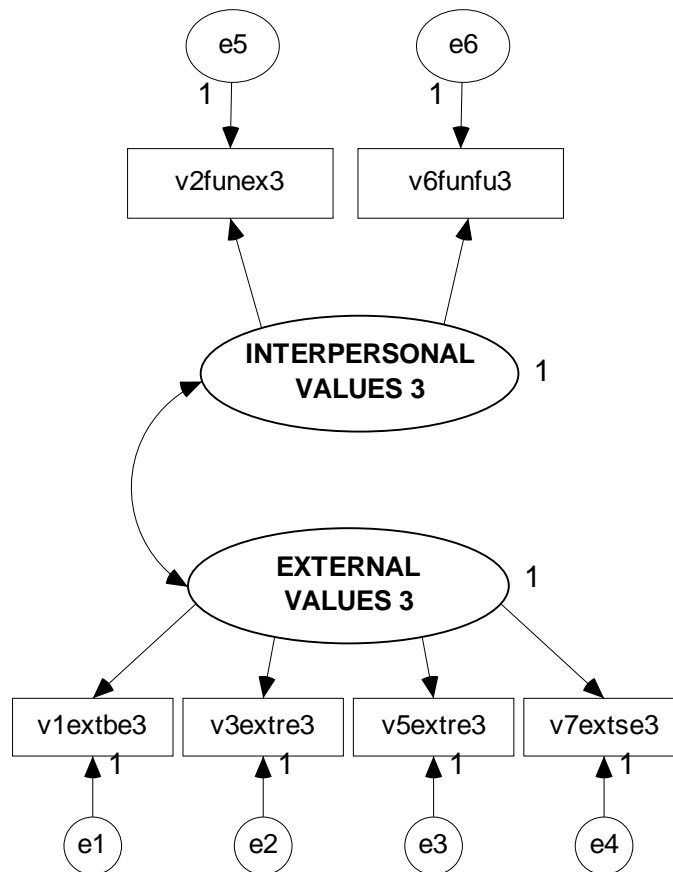 e5 e6
1 1
v2funex3 v6funfu3
INTERPERSONAL
VALUES 3
1
EXTERNAL
VALUES 3
1
v1extbe3 v3extre3 v5extre3 v7extse3
1 1 1 1
e1 e2 e3 e4